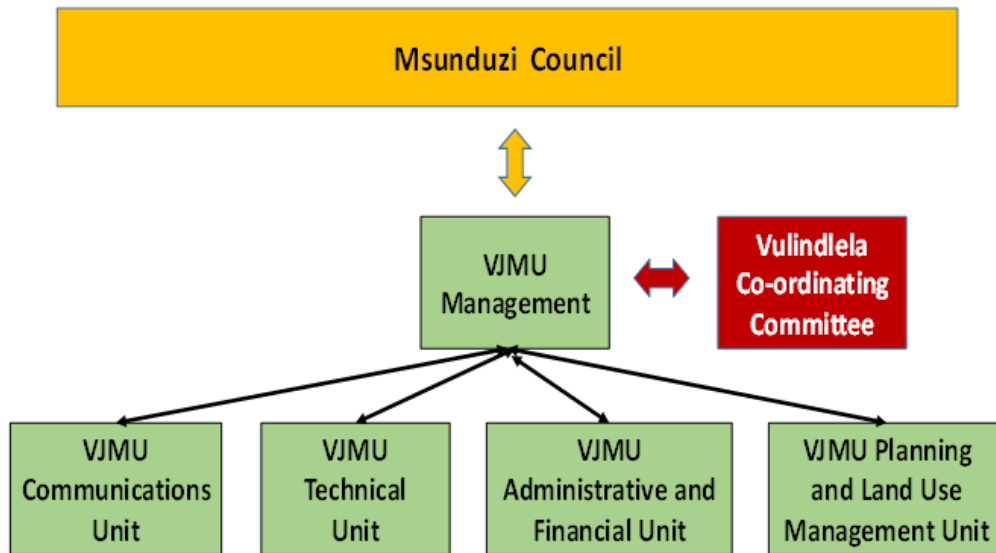 Msunduzi Council
VJMU
Management
Vulindlela
Co-ordinating
Committee
VJMU
Communications
Unit
VJMU
Technical
Unit
VJMU
Administrative and
Financial Unit
VJMU Planning
and Land Use
Management Unit